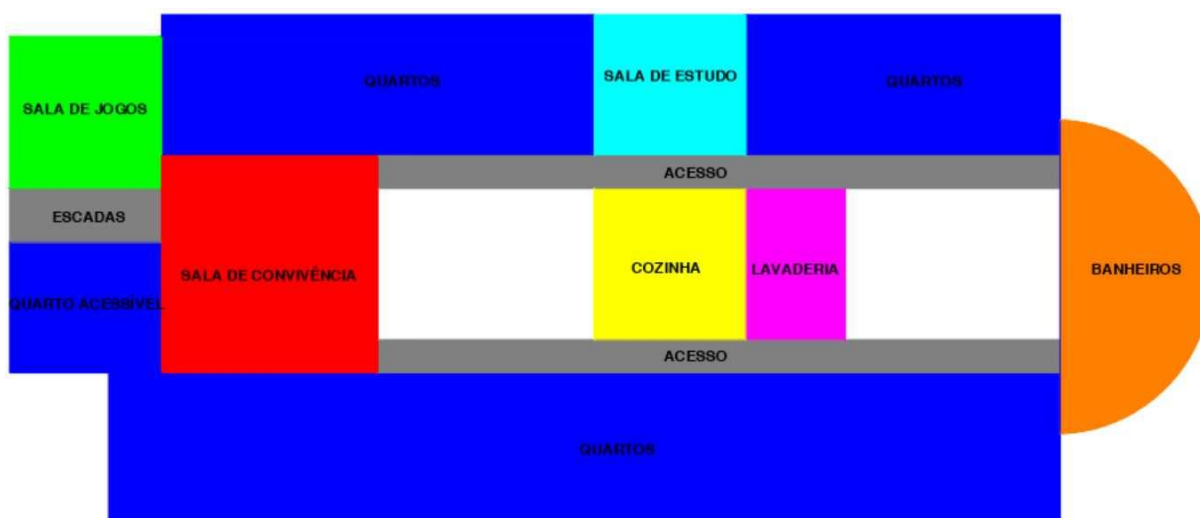 QUARTOS
SALA DE ESTUDO
QUARTOS
SALA DE JOGOS
ACESSO
ESCADAS
SALA DE CONVIVÊNCIA
COZINHA
LAVADERIA
BANHEIROS
QUARTO ACESSÍVEL
ACESSO
QUARTOS